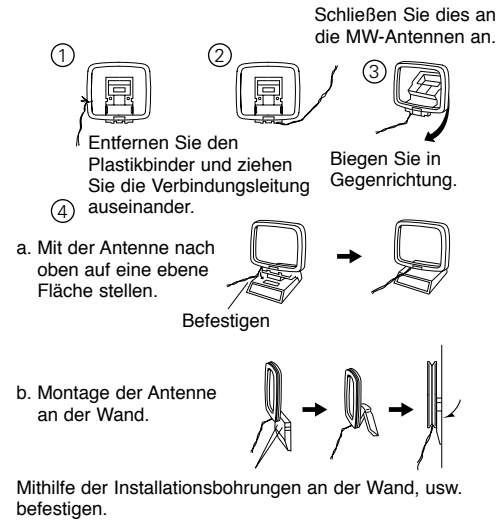 Schließen Sie dies an
die MW-Antennen an.
1
2
3
Entfernen Sie den
Plastikbinder und ziehen
Sie die Verbindungsleitung
auseinander.
Biegen Sie in
Gegenrichtung.
4
a. Mit der Antenne nach
oben auf eine ebene
Fläche stellen.
Befestigen
b. Montage der Antenne
an der Wand.
Mithilfe der Installationsbohrungen an der Wand, usw.
befestigen.